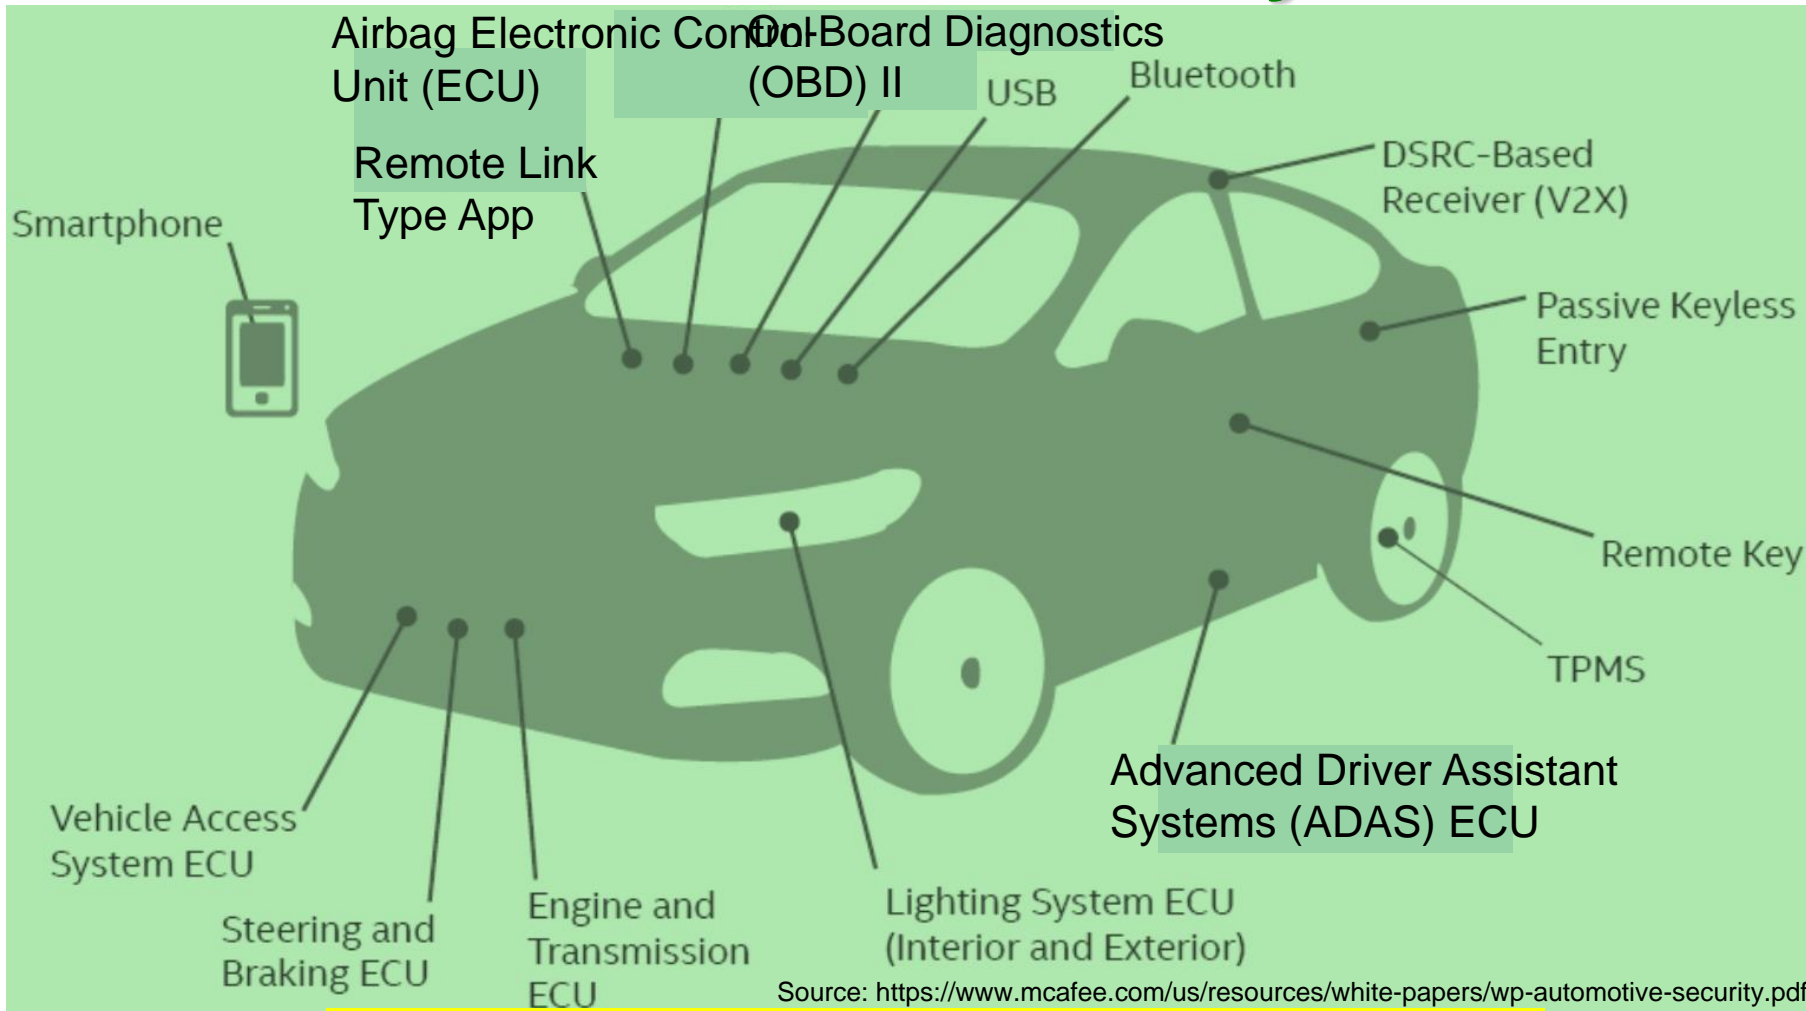 Airbag Electronic Control
Unit (ECU)
On-Board Diagnostics
(OBD) II
USB
Bluetooth
Remote Link
Type App
DSRC-Based
Receiver (V2X)
Smartphone
Passive Keyless
Entry
Remote Key
TPMS
Advanced Driver Assistant
Systems (ADAS) ECU
Vehicle Access
System ECU
Steering and
Braking ECU
Engine and
Transmission
ECU
Lighting System ECU
(Interior and Exterior)
Source: https://www.mcafee.com/us/resources/white-papers/wp-automotive-security.pdf